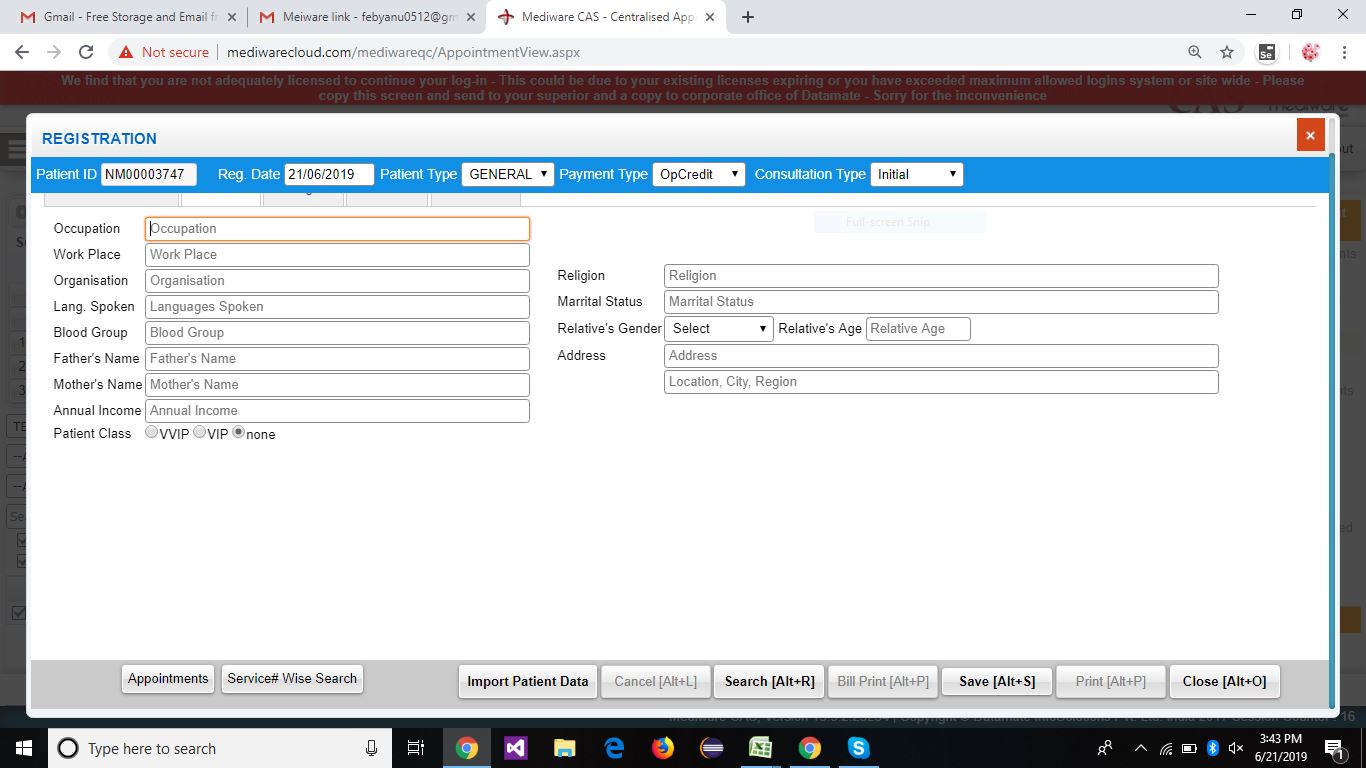 Gmail - Free Storage and Email fr
Meiware link - febyanu0512@gm
Mediware CAS - Centralised App
Not secure | mediwarecloud.com/mediwareqc/AppointmentView.aspx
We find that you are not adequately licensed to continue your log-in - This could be due to your existing licenses expiring or you have exceeded maximum allowed logins system or site wide - Please
copy this screen and send to your superior and a copy to corporate office of Datamate - Sorry for the inconvenience
REGISTRATION
Patient ID NM00003747 Reg. Date 21/06/2019 Patient Type GENERAL Payment Type OpCredit Consultation Type Initial
Full-screen Snip
Occupation Occupation
Work Place Work Place
Organisation Organisation
Lang. Spoken Languages Spoken
Blood Group Blood Group
Father's Name Father's Name
Mother's Name Mother's Name
Annual Income Annual Income
Patient Class VVIP VIP none
Religion Religion
Marrital Status Marrital Status
Relative's Gender Select Relative's Age Relative Age
Address Address
Location, City, Region
Appointments Service# Wise Search Import Patient Data Cancel [Alt+L] Search [Alt+R] Bill Print [Alt+P] Save [Alt+S] Print [Alt+P] Close [Alt+O]
Type here to search
3:43 PM
6/21/2019
1